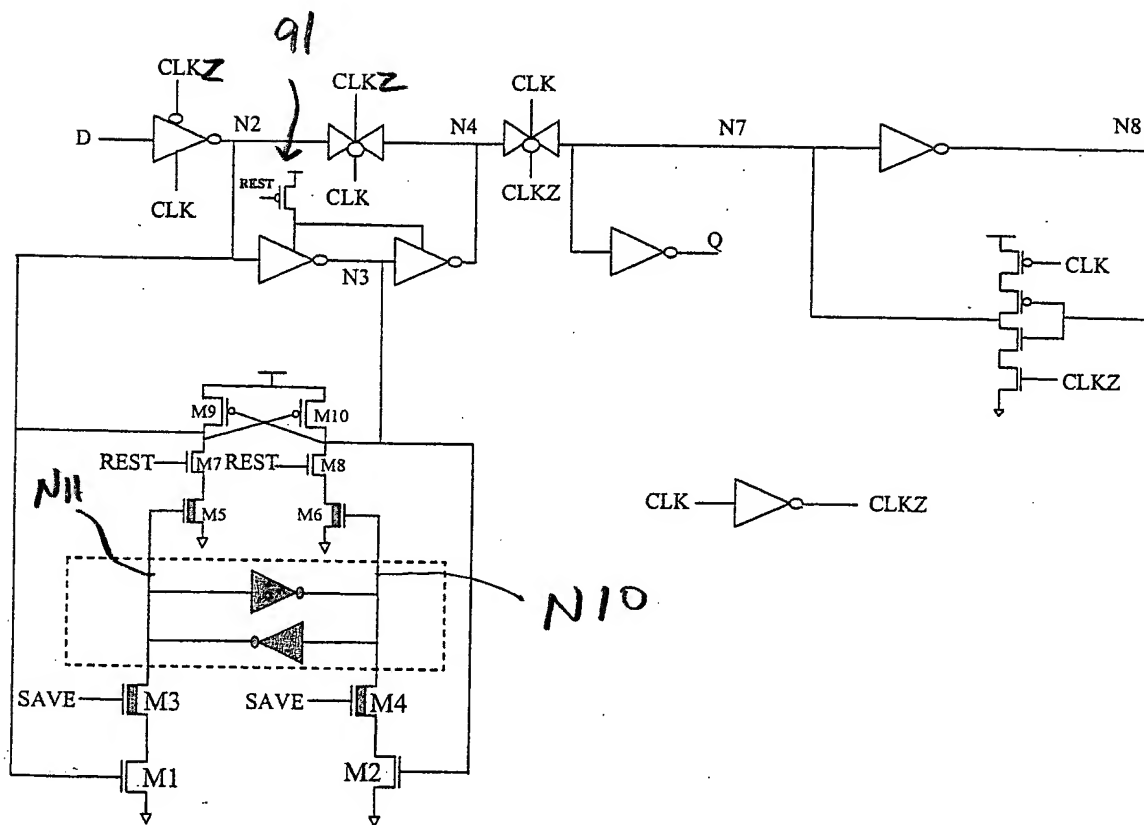 91
CLKZ
CLKZ
CLK
D
N2
N4
N7
N8
CLK
CLK
CLKZ
REST
N3
Q
CLK
CLKZ
M9
M10
REST
M7
REST
M8
N11
M5
M6
CLK
CLKZ
N10
SAVE
M3
SAVE
M4
M1
M2